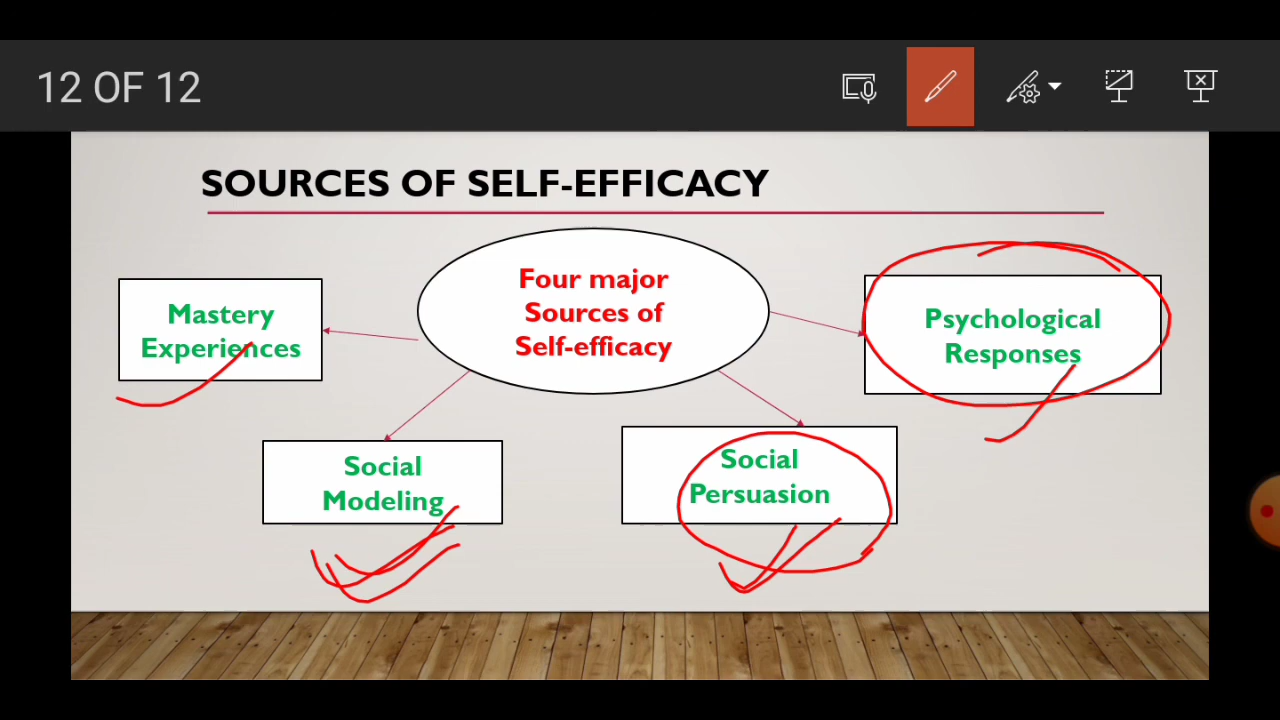 12 OF 12
SOURCES OF SELF-EFFICACY
Four major
Sources of
Self-efficacy
Mastery
Experiences
Psychological
Responses
Social
Modeling
Social
Persuasion